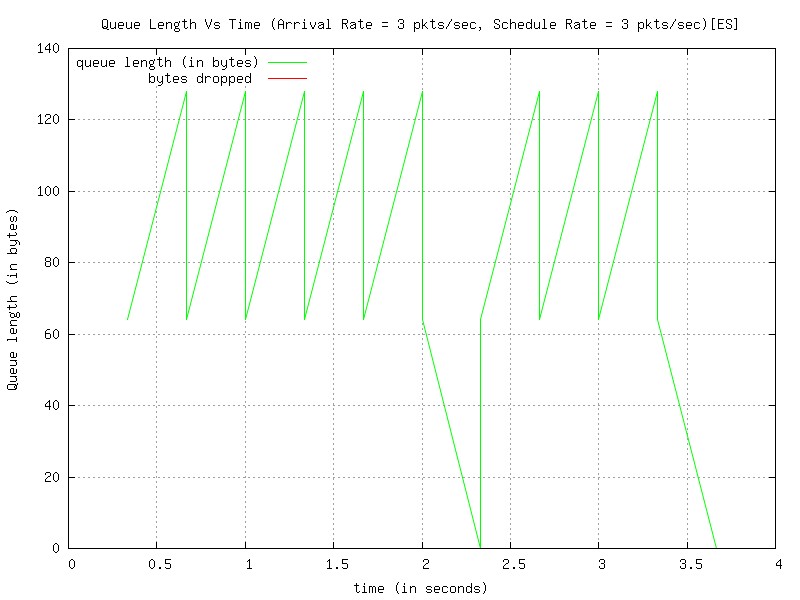 Queue Length Vs Time (Arrival Rate = 3 pkts/sec, Schedule Rate = 3 pkts/sec)[ES]
140
queue length (in bytes)
bytes dropped
120
100
80
60
40
20
0
Queue length (in bytes)
0 0.5 1 1.5 2 2.5 3 3.5 4
time (in seconds)